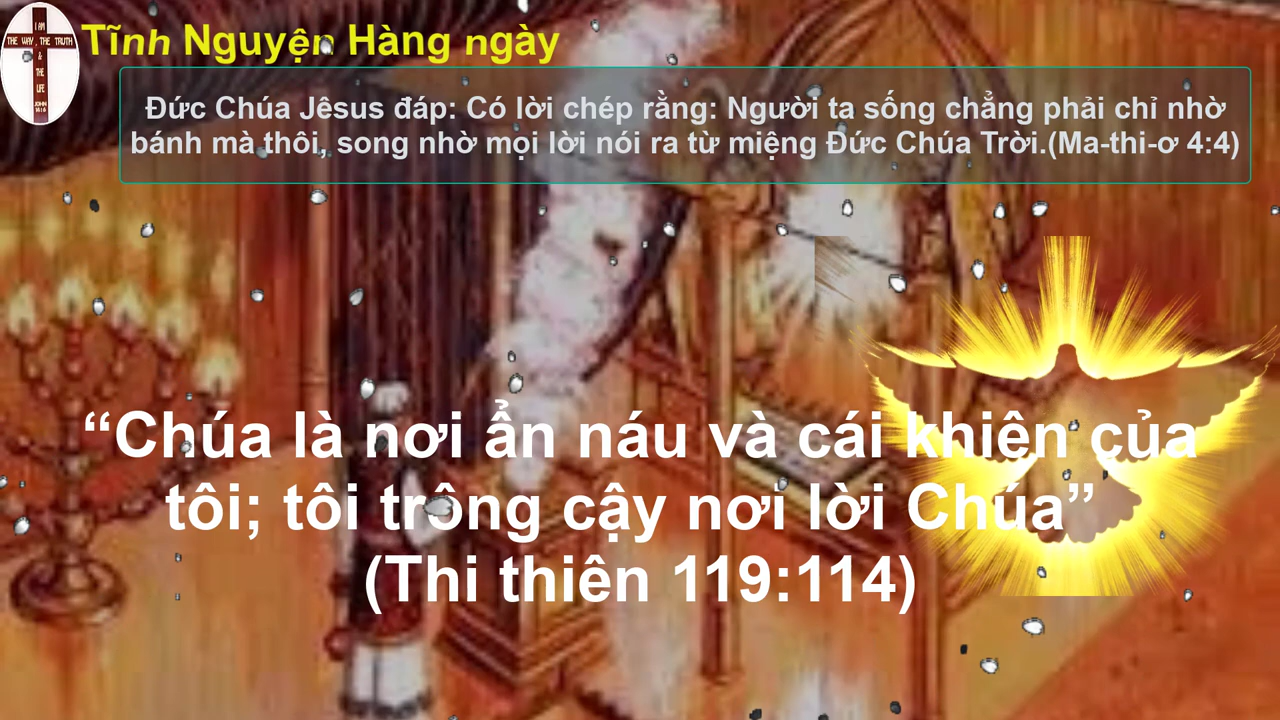 I AM
THE WAY, THE TRUTH
&
THE
LIFE
JOHN
14:6
Tĩnh Nguyện Hàng ngày
Đức Chúa Jêsus đáp: Có lời chép rằng: Người ta sống chẳng phải chỉ nhờ
bánh mà thôi, song nhờ mọi lời nói ra từ miệng Đức Chúa Trời.(Ma-thi-ơ 4:4)
“Chúa là nơi ẩn náu và cái khiên của
tôi; tôi trông cậy nơi lời Chúa”
(Thi thiên 119:114)